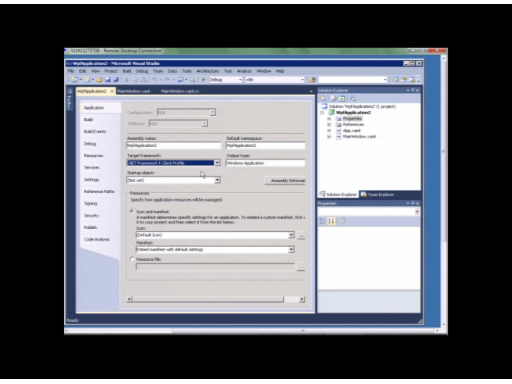 VLM13273708 - Remote Desktop Connection
WpfApplication2 - Microsoft Visual Studio
File Edit View Project Build Debug Team Data Tools Architecture Test Analyze Window Help
Debug x86
WpfApplication2 MainWindow.xaml MainWindow.xaml.cs
Application
Build
Build Events
Debug
Resources
Services
Settings
Reference Paths
Signing
Security
Publish
Code Analysis
Configuration: N/A
Platform: N/A
Assembly name: Default namespace:
WpfApplication2 WpfApplication2
Target Framework: Output type:
.NET Framework 4 Client Profile Windows Application
Startup object:
(Not set) Assembly Informat
Resources
Specify how application resources will be managed:
Icon and manifest
A manifest determines specific settings for an application. To embed a custom manifest, first
it to your project and then select it from the list below.
Icon:
(Default Icon)
Manifest:
Embed manifest with default settings
Resource file:
Solution Explorer
Solution 'WpfApplication2' (1 project)
WpfApplication2
Properties
References
App.xaml
MainWindow.xaml
Solution Explorer Team Explorer
Properties
Ready